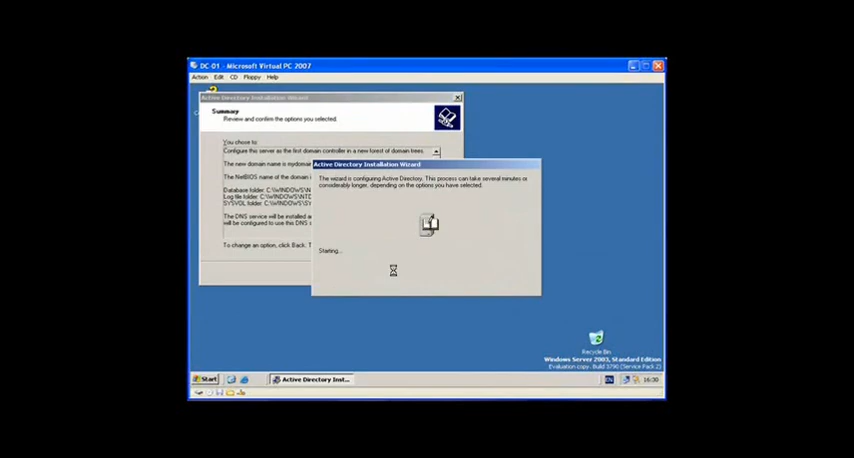 DC-01 - Microsoft Virtual PC 2007
Action Edit CD Floppy Help
Active Directory Installation Wizard
Summary
Review and confirm the options you selected.
You chose to:
Configure this server as the first domain controller in a new forest of domain trees.
The new domain name is mydoma
The NetBIOS name of the domain i
Database folder: C:\WINDOWS\N
Log file folder: C:\WINDOWS\NT
SYSVOL folder: C:\WINDOWS\SY
The DNS service will be installed a
will be configured to use this DNS s
To change an option, click Back. T
Active Directory Installation Wizard
The wizard is configuring Active Directory. This process can take several minutes or
considerably longer, depending on the options you have selected.
Starting...
Recycle Bin
Windows Server 2003, Standard Edition
Evaluation copy. Build 3790 (Service Pack 2)
Start
Active Directory Inst...
EN
16:30